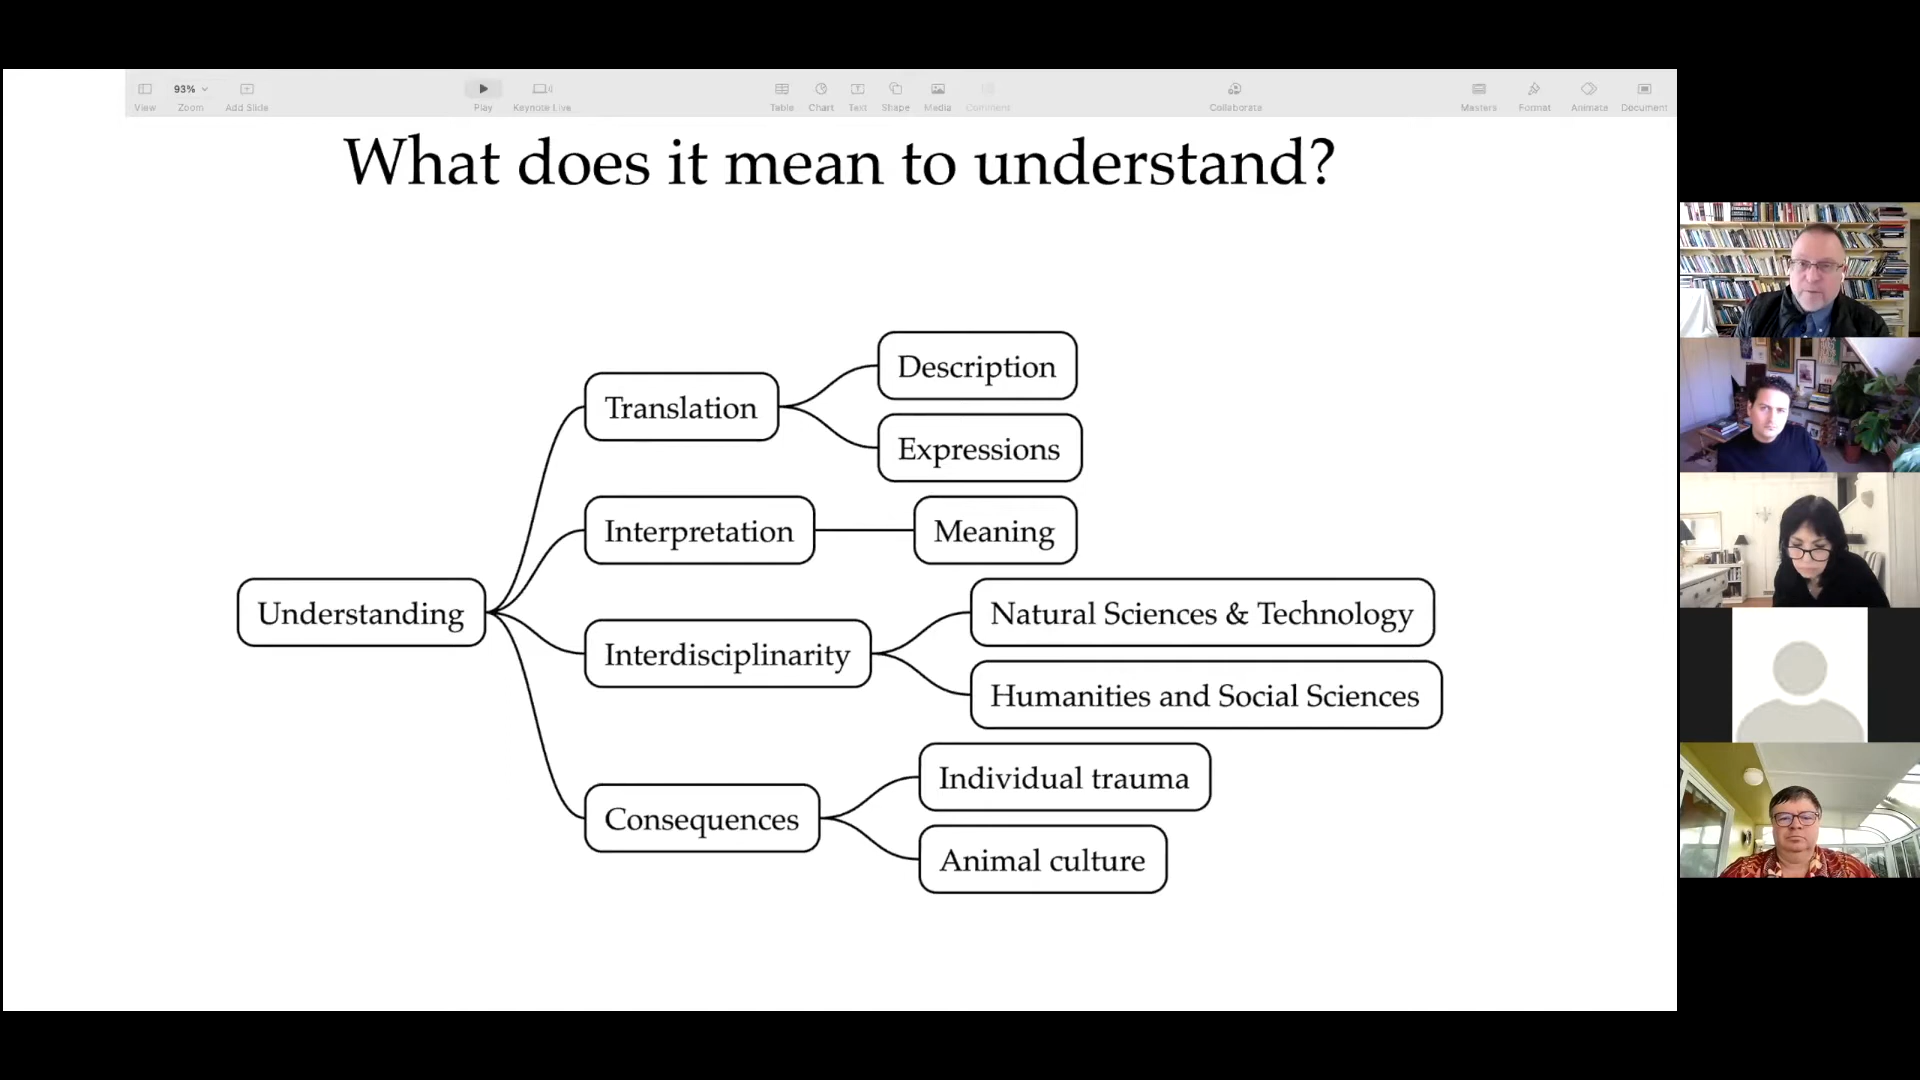 View
93%
Zoom
Add Slide
Play
Keynote Live
Table
Chart
Text
Shape
Media
Comment
Collaborate
Masters
Format
Animate
Document
What does it mean to understand?
Understanding
Translation
Description
Expressions
Interpretation
Meaning
Interdisciplinarity
Natural Sciences & Technology
Humanities and Social Sciences
Consequences
Individual trauma
Animal culture